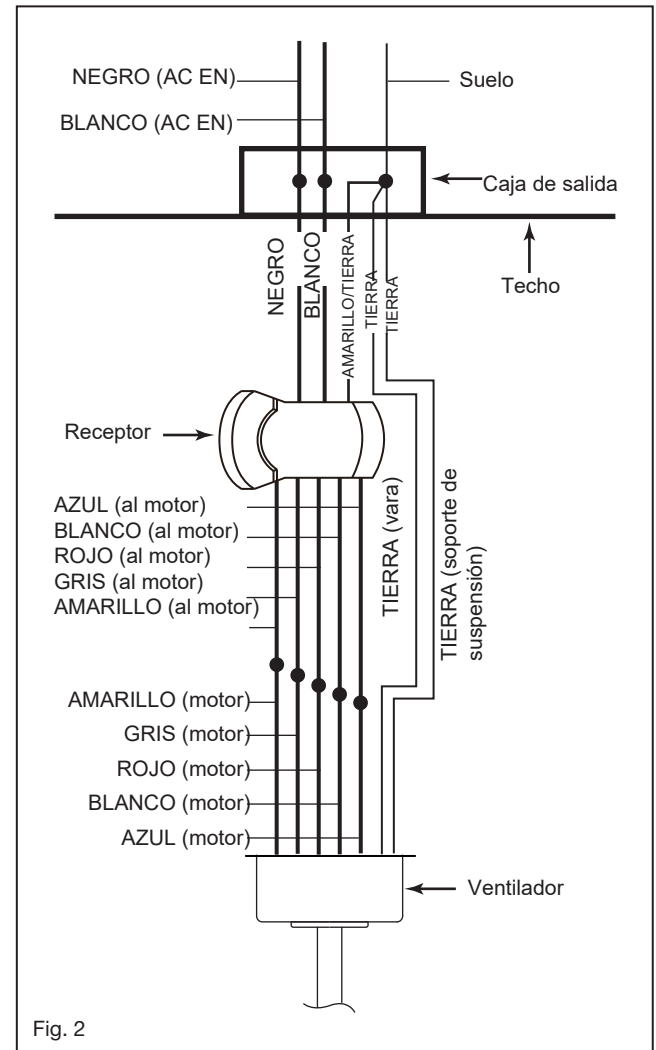 NEGRO (AC EN)
Suelo
BLANCO (AC EN)
Caja de salida
Techo
NEGRO
BLANCO
AMARILLO/TIERRA
TIERRA
TIERRA
Receptor
AZUL (al motor)
BLANCO (al motor)
ROJO (al motor)
GRIS (al motor)
AMARILLO (al motor)
TIERRA (vara)
TIERRA (soporte de
suspensión)
AMARILLO (motor)
GRIS (motor)
ROJO (motor)
BLANCO (motor)
AZUL (motor)
Ventilador
Fig. 2